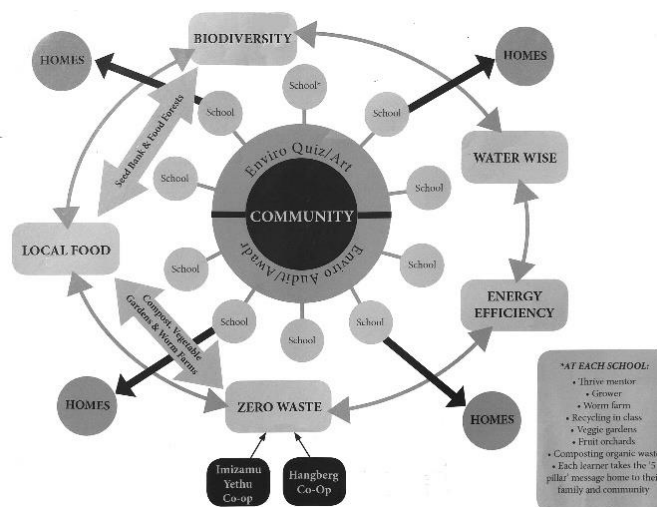 BIODIVERSITY
HOMES
HOMES
School*
School
School
Seed Bank & Food Forests
Enviro Quiz/Art
WATER WISE
School
School
COMMUNITY
LOCAL FOOD
School
School
Enviro Audit/Awadr
Compost, Vegetable
Gardens & Worm Farms
ENERGY
EFFICIENCY
School
School
School
HOMES
ZERO WASTE
HOMES
Imizamu
Yethu
Co-op
Hangberg
Co-Op
*AT EACH SCHOOL:
• Thrive mentor
• Grower
• Worm farm
• Recycling in class
• Veggie gardens
• Fruit orchards
• Composting organic waste
• Each learner takes the '5
pillar' message home to their
family and community